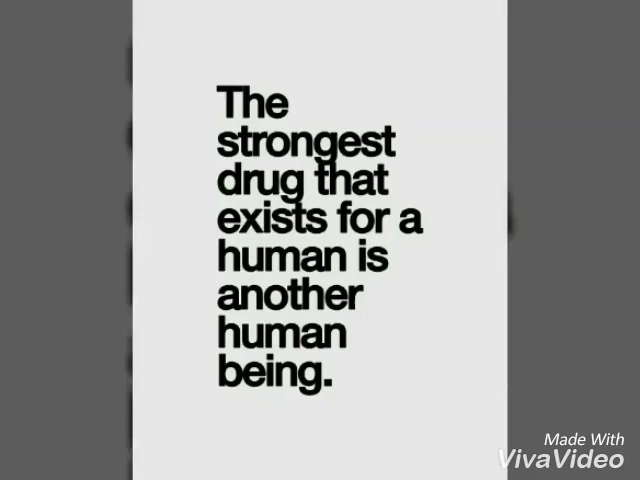 The
strongest
drug that
exists for a
human is
another
human
being.
Made With
VivaVideo